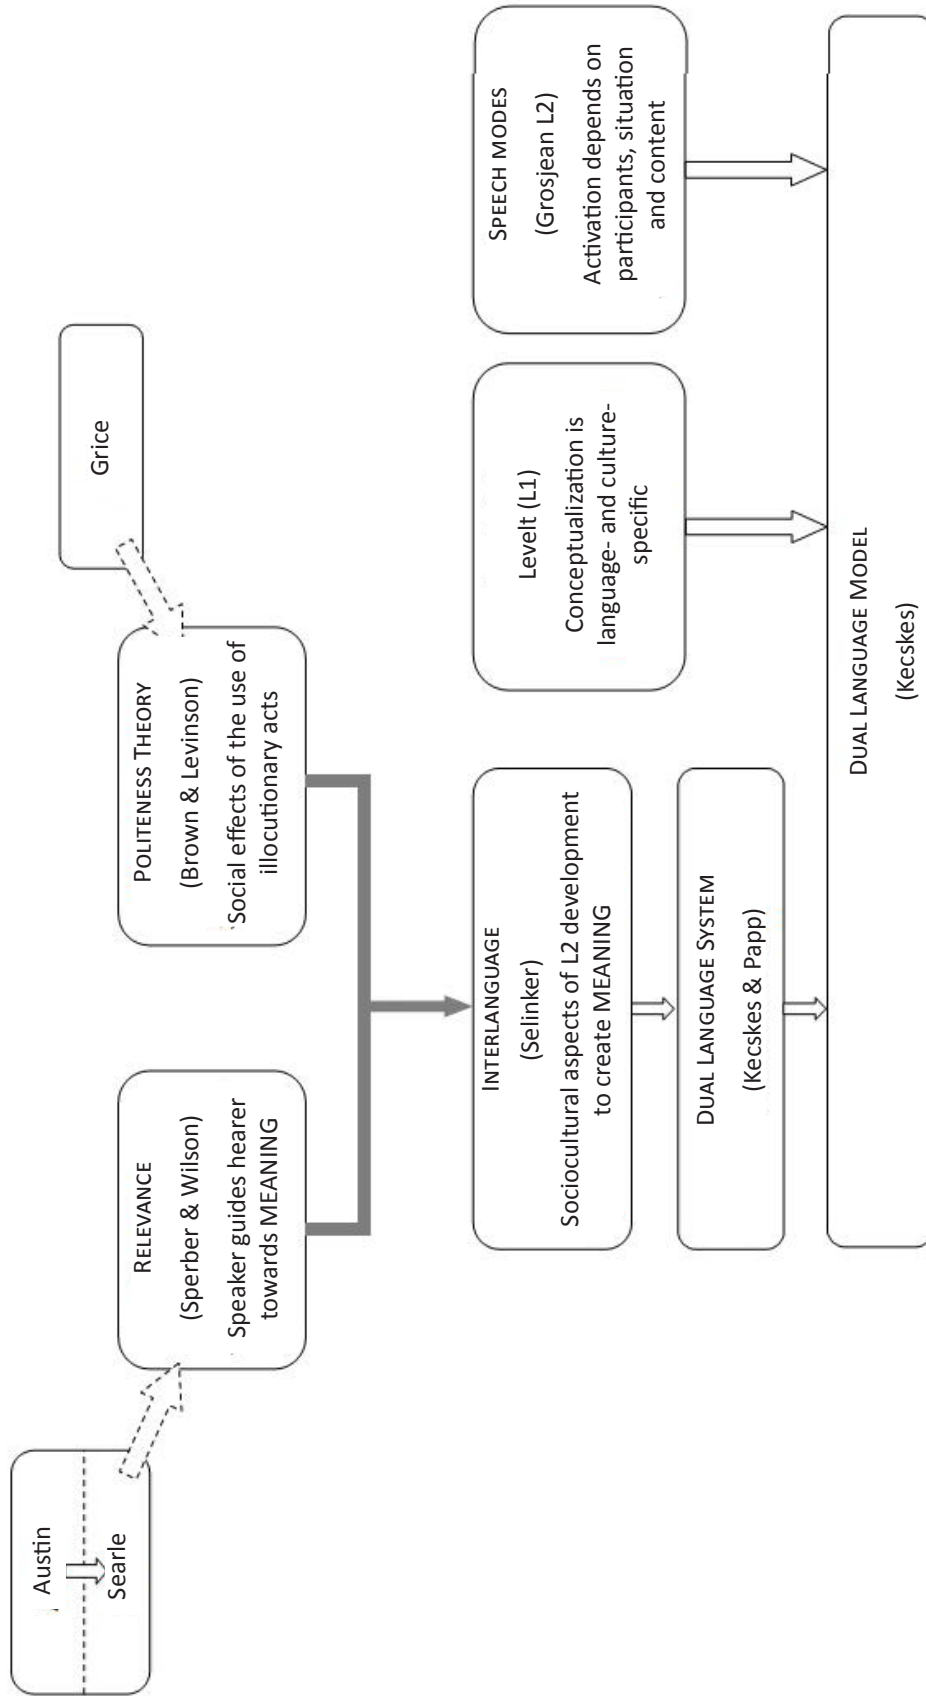 Austin
Searle
Grice
RELEVANCE
(Sperber & Wilson)
Speaker guides hearer
towards MEANING
POLITENESS THEORY
(Brown & Levinson)
Social effects of the use of
illocutionary acts
INTERLANGUAGE
(Selinker)
Sociocultural aspects of L2 development
to create MEANING
Levelt (L1)
Conceptualization is
language- and culture-
specific
SPEECH MODES
(Grosjean L2)
Activation depends on
participants, situation
and content
DUAL LANGUAGE SYSTEM
(Kecskes & Papp)
DUAL LANGUAGE MODEL
(Kecskes)